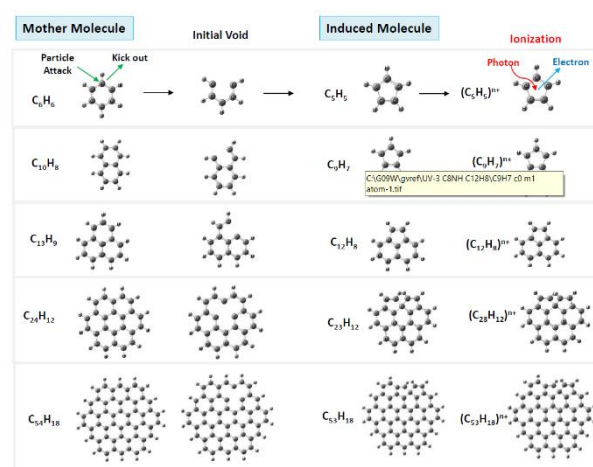 Mother Molecule
Initial Void
Induced Molecule
Ionization
Particle
Attack
Kick out
Photon
Electron
C₆H₆
C₅H₅
(C₅H₅)ⁿ⁺
C₁₀H₈
C₉H₇
(C₉H₇)ⁿ⁺
C:\G09W\gvref\UV-3 C8NH C12H8\C9H7 c0 m1
atom-1.tif
C₁₃H₉
C₁₂H₈
(C₁₂H₈)ⁿ⁺
C₂₄H₁₂
C₂₃H₁₂
(C₂₃H₁₂)ⁿ⁺
C₅₄H₁₈
C₅₃H₁₈
(C₅₃H₁₈)ⁿ⁺